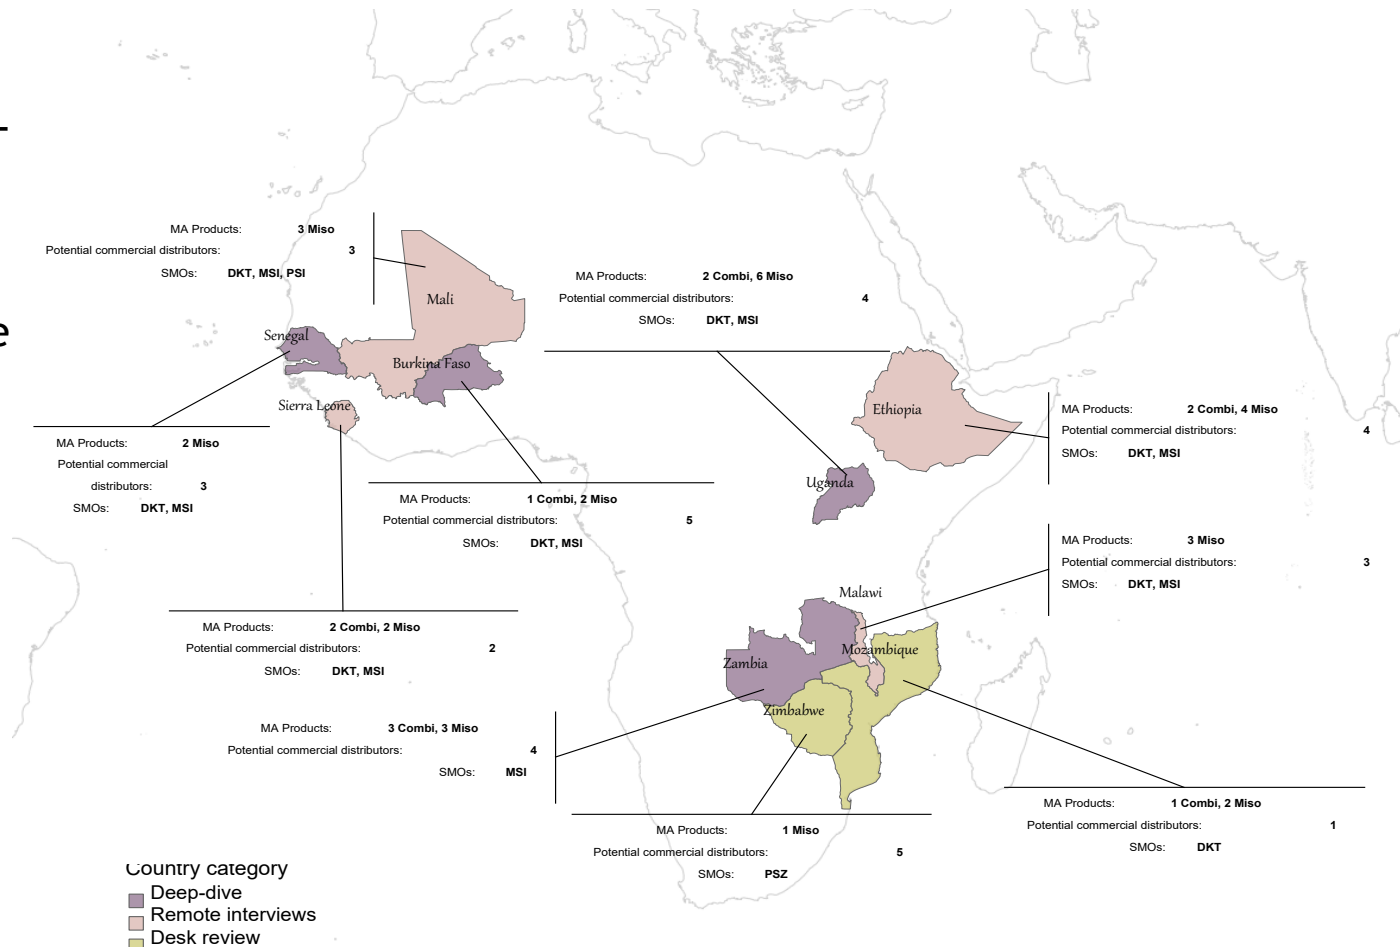 MA Products: 3 Miso
Potential commercial distributors: 3
SMOs: DKT, MSI, PSI
MA Products: 2 Combi, 6 Miso
Potential commercial distributors: 4
SMOs: DKT, MSI
Mali
Senegal
Burkina Faso
Sierra Leone
Ethiopia
Uganda
MA Products: 2 Combi, 4 Miso
Potential commercial distributors: 4
SMOs: DKT, MSI
MA Products: 2 Miso
Potential commercial
distributors: 3
SMOs: DKT, MSI
MA Products: 1 Combi, 2 Miso
Potential commercial distributors: 5
SMOs: DKT, MSI
MA Products: 3 Miso
Potential commercial distributors: 3
SMOs: DKT, MSI
Malawi
Mozambique
Zambia
Zimbabwe
MA Products: 2 Combi, 2 Miso
Potential commercial distributors: 2
SMOs: DKT, MSI
MA Products: 3 Combi, 3 Miso
Potential commercial distributors: 4
SMOs: MSI
MA Products: 1 Miso
Potential commercial distributors: 5
SMOs: PSZ
MA Products: 1 Combi, 2 Miso
Potential commercial distributors: 1
SMOs: DKT
Country category
Deep-dive
Remote interviews
Desk review